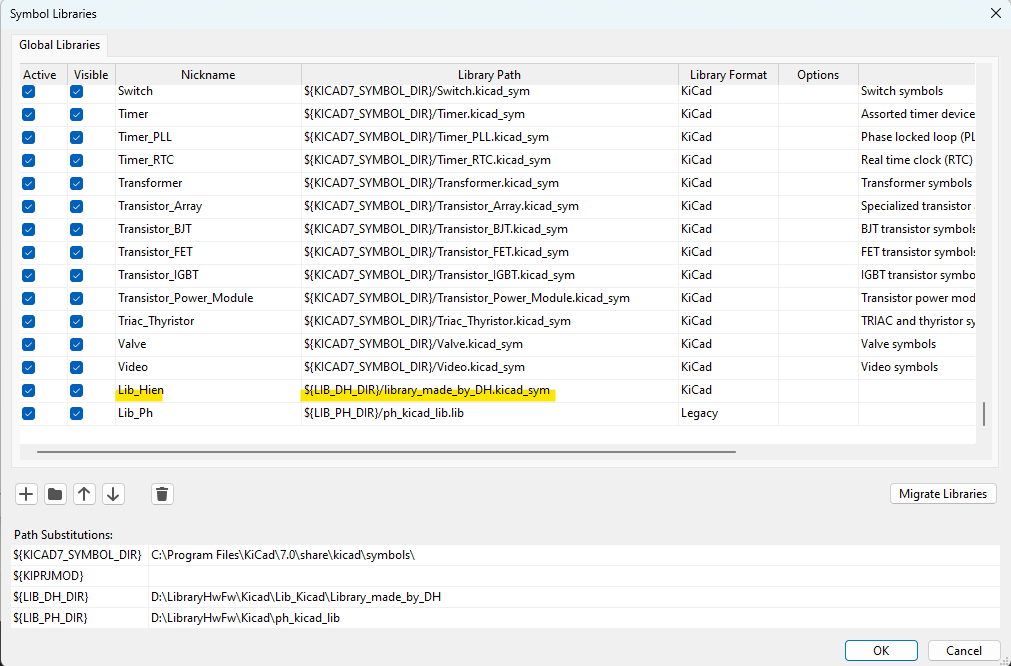 Symbol Libraries
Global Libraries
Active Visible Nickname Library Path Library Format Options
Switch ${KICAD7_SYMBOL_DIR}/Switch.kicad_sym KiCad Switch symbols
Timer ${KICAD7_SYMBOL_DIR}/Timer.kicad_sym KiCad Assorted timer device
Timer_PLL ${KICAD7_SYMBOL_DIR}/Timer_PLL.kicad_sym KiCad Phase locked loop (PL
Timer_RTC ${KICAD7_SYMBOL_DIR}/Timer_RTC.kicad_sym KiCad Real time clock (RTC)
Transformer ${KICAD7_SYMBOL_DIR}/Transformer.kicad_sym KiCad Transformer symbols
Transistor_Array ${KICAD7_SYMBOL_DIR}/Transistor_Array.kicad_sym KiCad Specialized transistor
Transistor_BJT ${KICAD7_SYMBOL_DIR}/Transistor_BJT.kicad_sym KiCad BJT transistor symbols
Transistor_FET ${KICAD7_SYMBOL_DIR}/Transistor_FET.kicad_sym KiCad FET transistor symbols
Transistor_IGBT ${KICAD7_SYMBOL_DIR}/Transistor_IGBT.kicad_sym KiCad IGBT transistor symbo
Transistor_Power_Module ${KICAD7_SYMBOL_DIR}/Transistor_Power_Module.kicad_sym KiCad Transistor power mod
Triac_Thyristor ${KICAD7_SYMBOL_DIR}/Triac_Thyristor.kicad_sym KiCad TRIAC and thyristor sy
Valve ${KICAD7_SYMBOL_DIR}/Valve.kicad_sym KiCad Valve symbols
Video ${KICAD7_SYMBOL_DIR}/Video.kicad_sym KiCad Video symbols
Lib_Hien ${LIB_DH_DIR}/library_made_by_DH.kicad_sym KiCad
Lib_Ph ${LIB_PH_DIR}/ph_kicad_lib.lib Legacy
Migrate Libraries
Path Substitutions:
${KICAD7_SYMBOL_DIR} C:\Program Files\KiCad\7.0\share\kicad\symbols\
${KIPRJMOD}
${LIB_DH_DIR} D:\LibraryHwFw\Kicad\Lib_Kicad\Library_made_by_DH
${LIB_PH_DIR} D:\LibraryHwFw\Kicad\ph_kicad_lib
OK Cancel